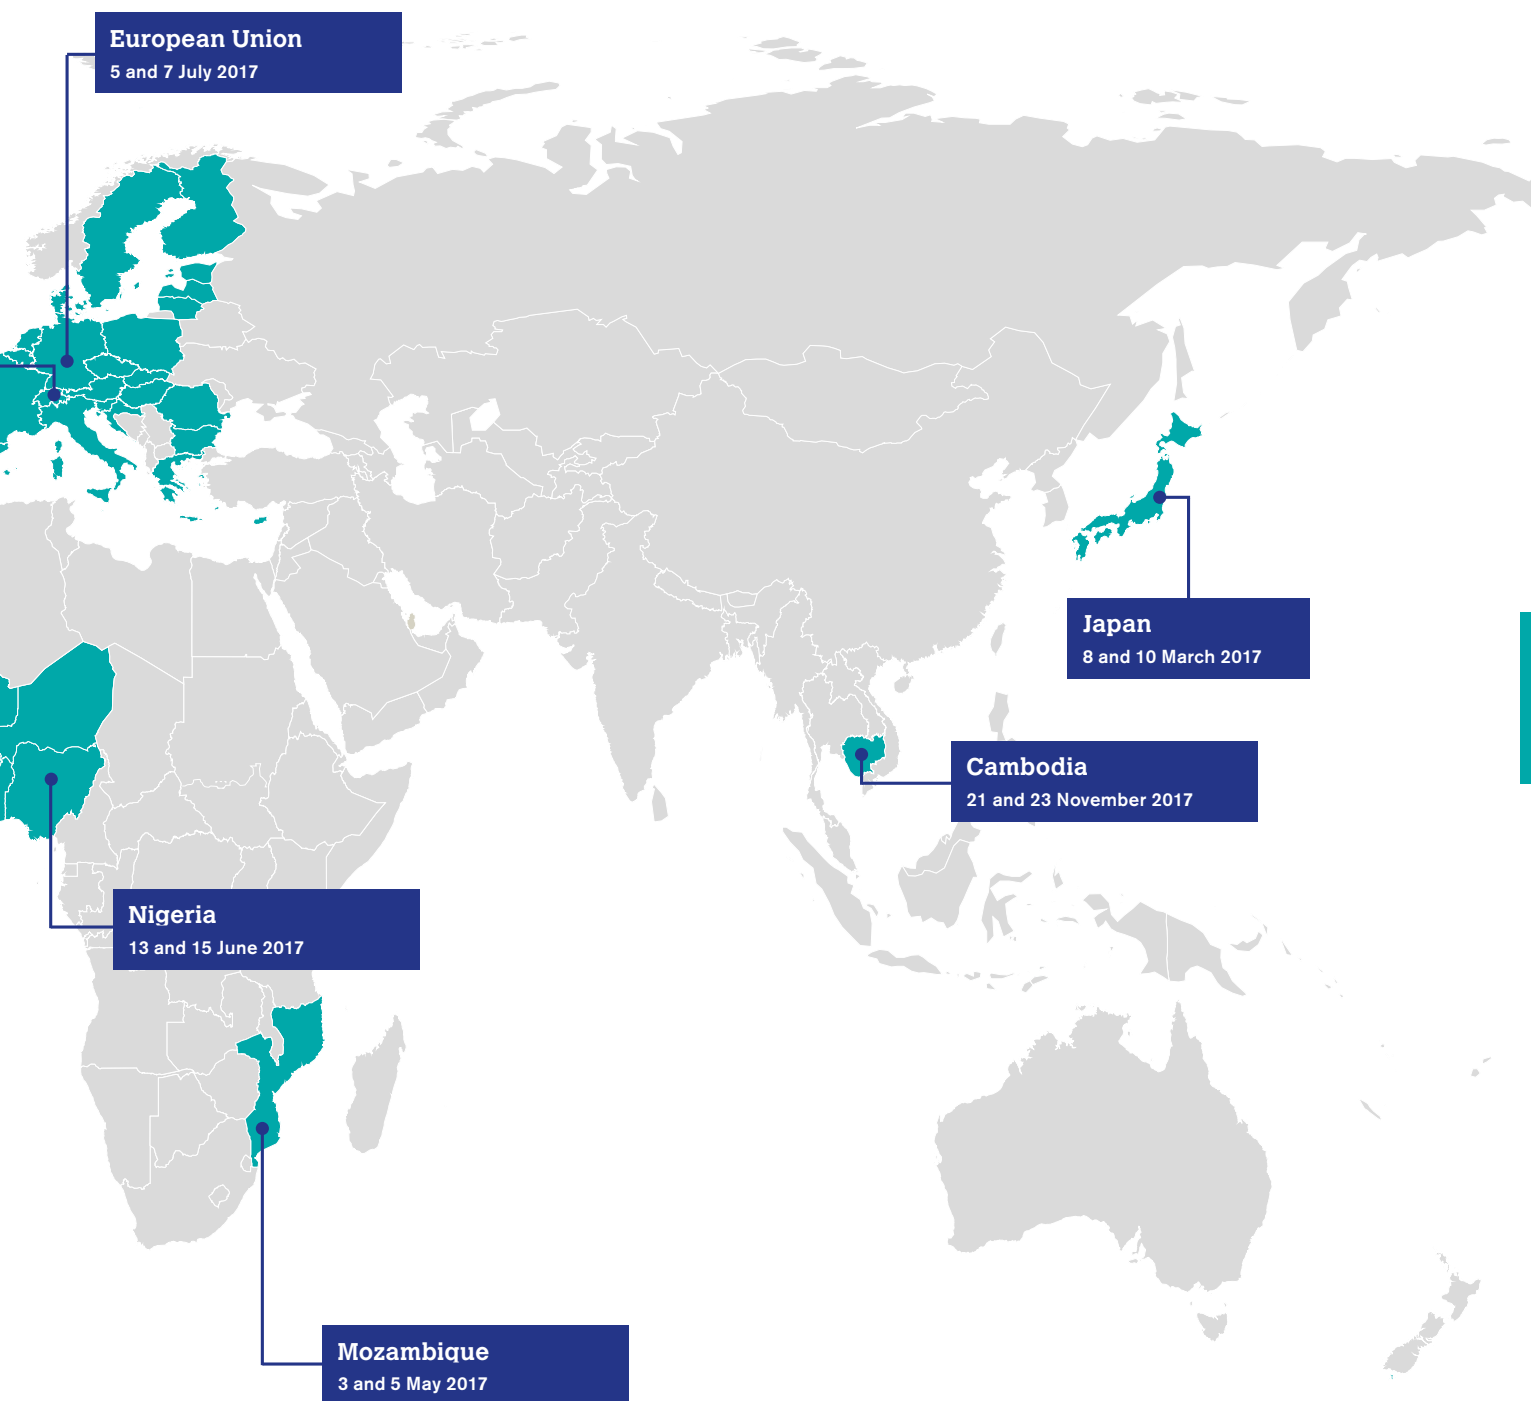 European Union
5 and 7 July 2017
Japan
8 and 10 March 2017
Cambodia
21 and 23 November 2017
Nigeria
13 and 15 June 2017
Mozambique
3 and 5 May 2017